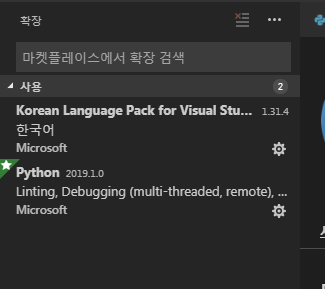 확장
마켓플레이스에서 확장 검색
사용 2
Korean Language Pack for Visual Stu... 1.31.4
한국어
Microsoft
Python 2019.1.0
Linting, Debugging (multi-threaded, remote), ...
Microsoft